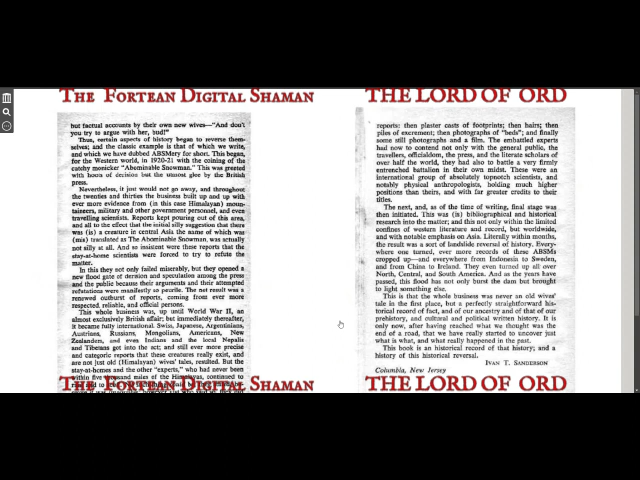 THE FORTEAN DIGITAL SHAMAN
but factual accounts by their own new wives—"And don't
you try to argue with her, bud!"
Thus, certain aspects of history began to reverse them-
selves; and the classic example is that of which we write,
and which we have dubbed ABSMery for short. This began,
for the Western world, in 1920-21 with the coining of the
catchy monicker "Abominable Snowman." This was greeted
with hoots of derision but the utmost glee by the British
press.
Nevertheless, it just would not go away, and throughout
the twenties and thirties the business built up and up with
ever more evidence from (in this case Himalayan) moun-
taineers, military and other government personnel, and even
travelling scientists. Reports kept pouring out of this area,
and all to the effect that the initial silly suggestion that there
was (is) a creature in central Asia the name of which was
(mis) translated as The Abominable Snowman, was actually
not silly at all. And so insistent were these reports that the
stay-at-home scientists were forced to try to refute the
matter.
In this they not only failed miserably, but they opened a
new flood gate of derision and speculation among the press
and the public because their arguments and their attempted
refutations were manifestly so puerile. The net result was a
renewed outburst of reports, coming from ever more
respected, reliable, and official persons.
This whole business was, up until World War II, an
almost exclusively British affair; but immediately thereafter,
it became fully international. Swiss, Japanese, Argentinians,
Austrians, Russians, Mongolians, Americans, New
Zealanders, and even Indians and the local Nepalis
and Tibetans got into the act; and still ever more precise
and categoric reports that these creatures really exist, and
are not just old (Himalayan) wives' tales, resulted. But the
stay-at-homes and the other "experts," who had never been
within five thousand miles of the Himalayas, continued to
THE FORTEAN DIGITAL SHAMAN
THE LORD OF ORD
reports: then plaster casts of footprints; then hairs; then
piles of excrement; then photographs of "beds"; and finally
some still photographs and a film. The embattled experts
had now to contend not only with the general public, the
travellers, officialdom, the press, and the literate scholars of
over half the world, they had also to battle a very firmly
entrenched battalion in their own midst. These were an
international group of absolutely topnotch scientists, and
notably physical anthropologists, holding much higher
positions than theirs, and with far greater credits to their
titles.
The next, and, as of the time of writing, final stage was
then initiated. This was (is) bibliographical and historical
research into the matter; and this not only within the limited
confines of western literature and record, but worldwide,
and with notable emphasis on Asia. Literally within months,
the result was a sort of landslide reversal of history. Every-
where one turned, ever more records of these ABSMs
cropped up—and everywhere from Indonesia to Sweden,
and from China to Ireland. They even turned up all over
North, Central, and South America. And as the years have
passed, this flood has not only burst the dam but brought
to light something else.
This is that the whole business was never an old wives'
tale in the first place, but a perfectly straightforward his-
torical record of fact, and of our ancestry and of that of our
prehistory, and cultural and political written history. It is
only now, after having reached what we thought was the
end of a road, that we have really started to uncover just
what is what, and what really happened in the past.
This book is an historical record of that history; and a
history of this historical reversal.
IVAN T. SANDERSON
Columbia, New Jersey
THE LORD OF ORD